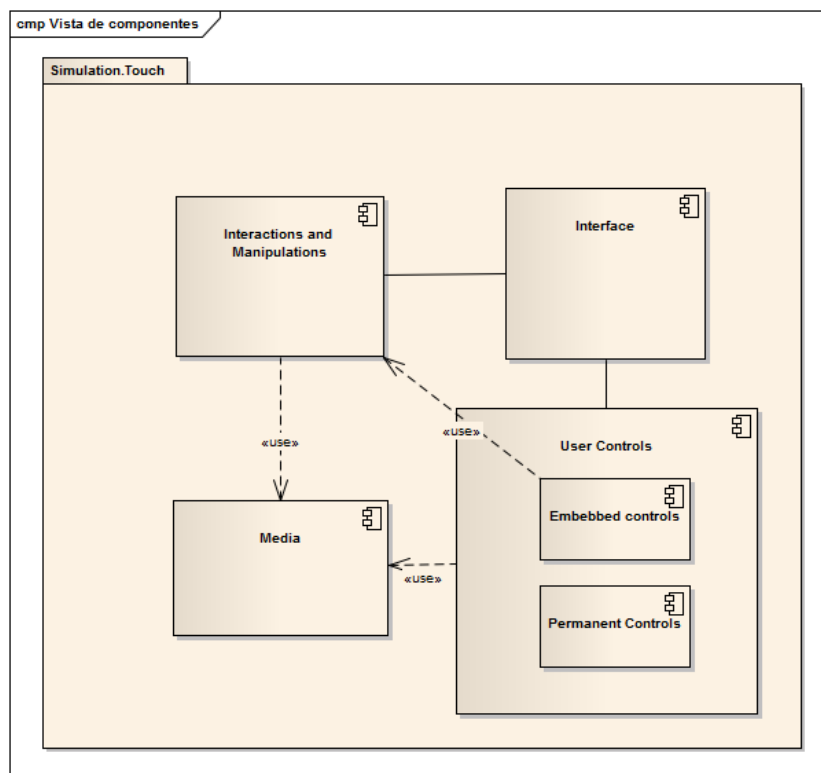 cmp Vista de componentes
Simulation.Touch
Interactions and
Manipulations
Interface
«use»
«use»
User Controls
Embebbed controls
Media
«use»
Permanent Controls